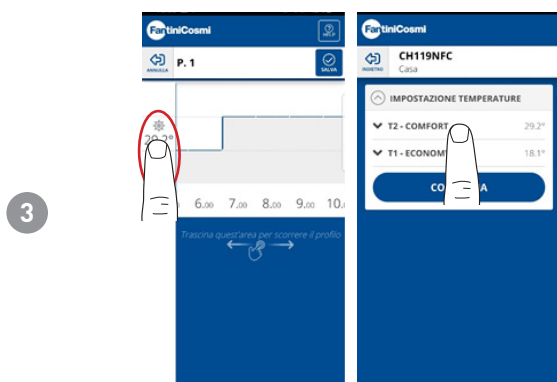 3
FantiniCosmi
HELP
ANNULLA
P. 1
SALVA
29.2°
6.00 7.00 8.00 9.00 10.
Trascina quest'area per scorrere il profilo
FantiniCosmi
INDIETRO
CH119NFC
Casa
IMPOSTAZIONE TEMPERATURE
T2 - COMFORT 29.2°
T1 - ECONOM 18.1°
CO A